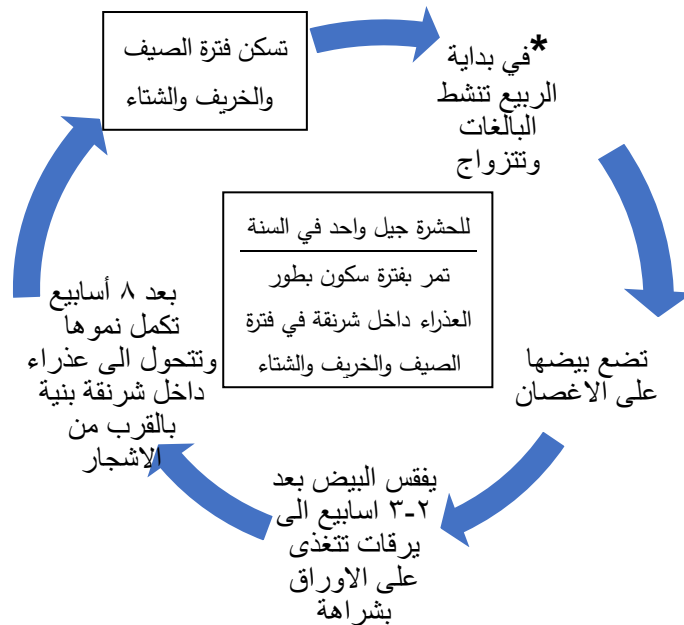 تسكن فترة الصيف
والخريف والشتاء
*في بداية
الربيع تنشط
البالغات
وتتزواج
تضع بيضها
على الاغصان
يفقس البيض بعد
٢-٣ اسابيع الى
يرقات تتغذى
على الاوراق
بشراهة
بعد ٨ أسابيع
تكمل نموها
وتتحول الى عذراء
داخل شرنقة بنية
بالقرب من
الاشجار
للحشرة جيل واحد في السنة
تمر بفترة سكون بطور
العذراء داخل شرنقة في فترة
الصيف والخريف والشتاء